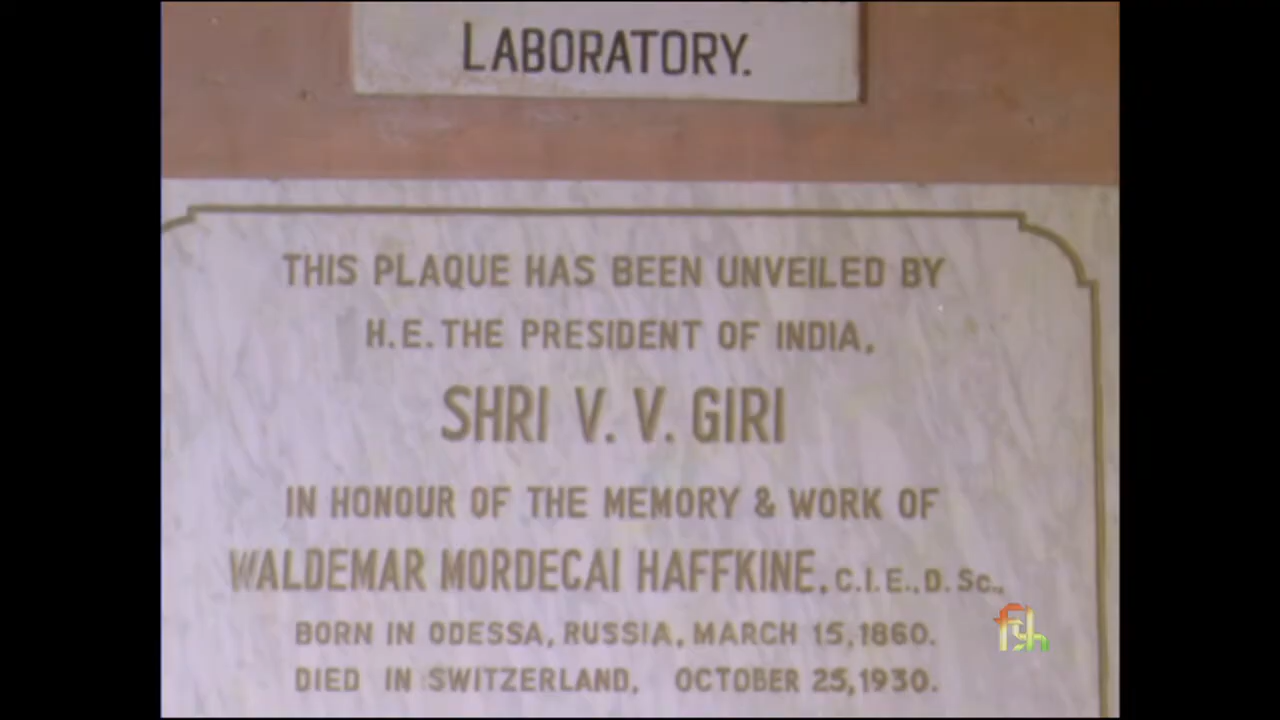 LABORATORY.
THIS PLAQUE HAS BEEN UNVEILED BY
H.E. THE PRESIDENT OF INDIA,
SHRI V. V. GIRI
IN HONOUR OF THE MEMORY & WORK OF
WALDEMAR MORDECAI HAFFKINE, C.I.E., D. Sc.,
BORN IN ODESSA, RUSSIA, MARCH 15, 1860.
DIED IN SWITZERLAND, OCTOBER 25, 1930.